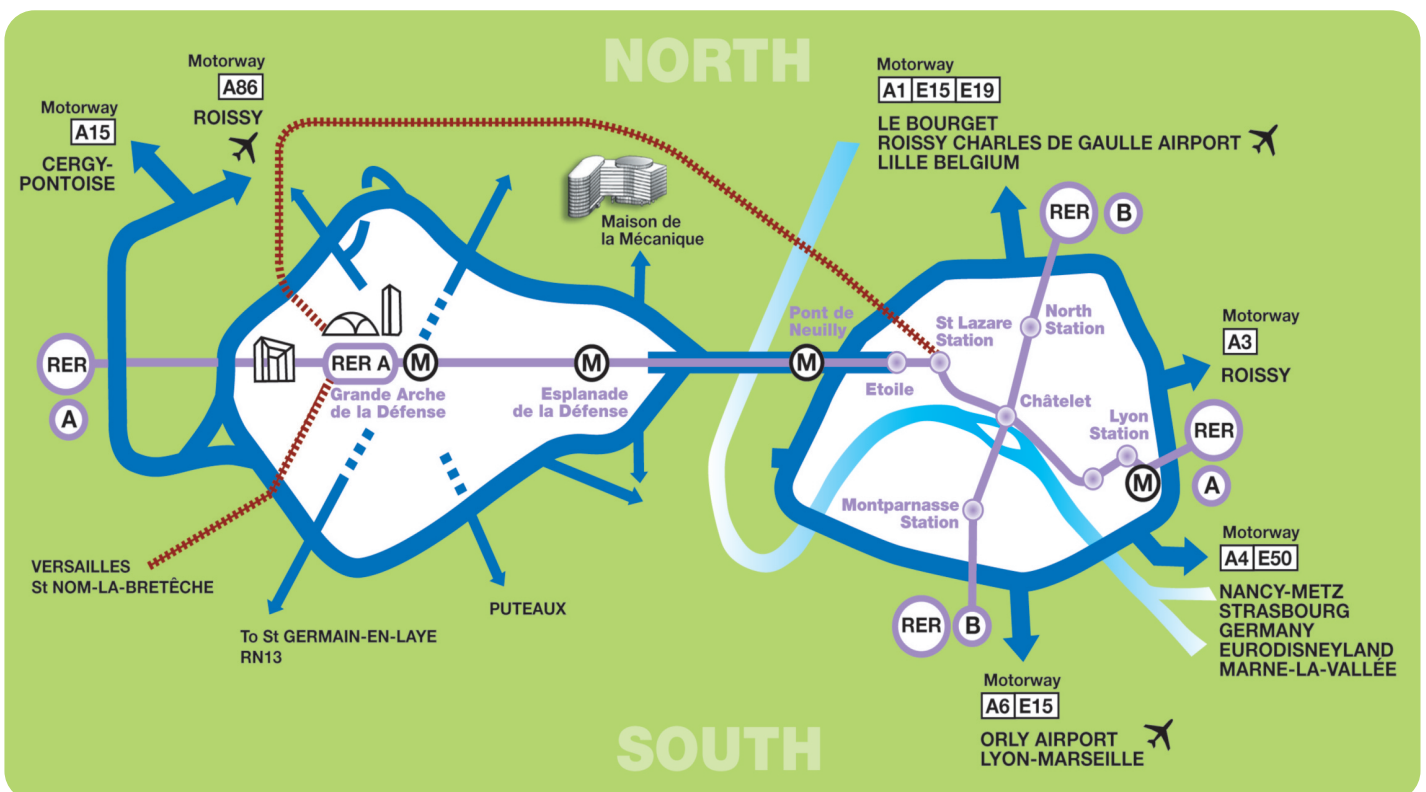 NORTH
Motorway
A86
ROISSY
Motorway
A15
CERGY-
PONTOISE
Motorway
A1 E15 E19
LE BOURGET
ROISSY CHARLES DE GAULLE AIRPORT
LILLE BELGIUM
RER B
Maison de
la Mécanique
Pont de
Neuilly
St Lazare
Station
North
Station
Motorway
A3
ROISSY
RER
A
RER A
M
Grande Arche
de la Défense
M
Esplanade
de la Défense
M
Etoile
Châtelet
Lyon
Station
M
RER
A
Montparnasse
Station
Motorway
A4 E50
NANCY-METZ
STRASBOURG
GERMANY
EURODISNEYLAND
MARNE-LA-VALLÉE
VERSAILLES
St NOM-LA-BRETÊCHE
PUTEAUX
To St GERMAIN-EN-LAYE
RN13
RER B
Motorway
A6 E15
ORLY AIRPORT
LYON-MARSEILLE
SOUTH